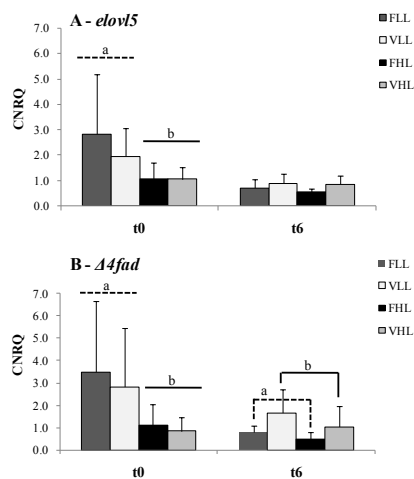 A - elovl5
CNRQ
7.0
6.0
5.0
4.0
3.0
2.0
1.0
0.0
a
b
t0
t6
FLL
VLL
FHL
VHL
B - Δ4fad
CNRQ
7.0
6.0
5.0
4.0
3.0
2.0
1.0
0.0
a
b
a
b
t0
t6
FLL
VLL
FHL
VHL